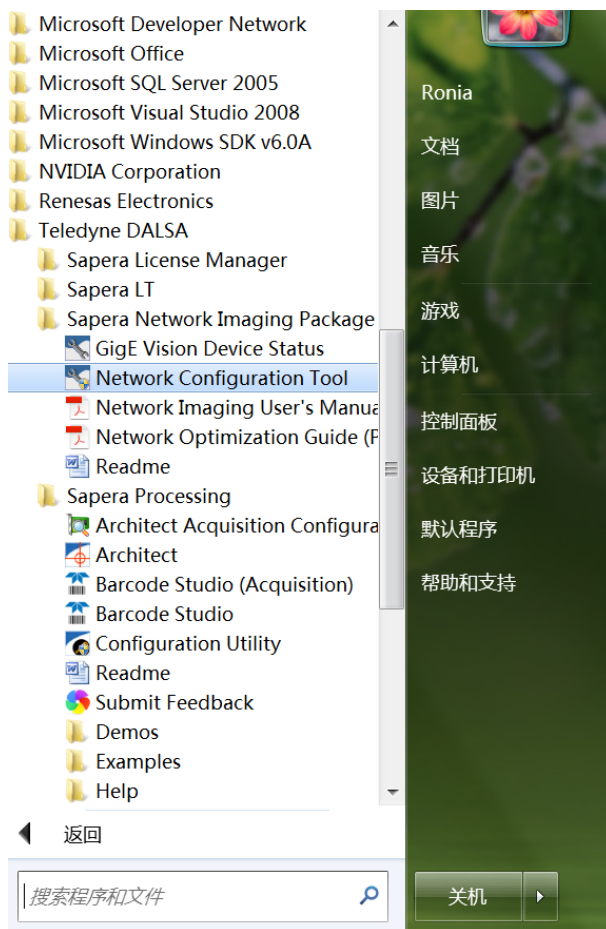 Microsoft Developer Network
Microsoft Office
Microsoft SQL Server 2005
Microsoft Visual Studio 2008
Microsoft Windows SDK v6.0A
NVIDIA Corporation
Renesas Electronics
Teledyne DALSA
Sapera License Manager
Sapera LT
Sapera Network Imaging Package
GigE Vision Device Status
Network Configuration Tool
Network Imaging User's Manua
Network Optimization Guide (P
Readme
Sapera Processing
Architect Acquisition Configura
Architect
Barcode Studio (Acquisition)
Barcode Studio
Configuration Utility
Readme
Submit Feedback
Demos
Examples
Help
返回
搜索程序和文件
Ronia
文档
图片
音乐
游戏
计算机
控制面板
设备和打印机
默认程序
帮助和支持
关机